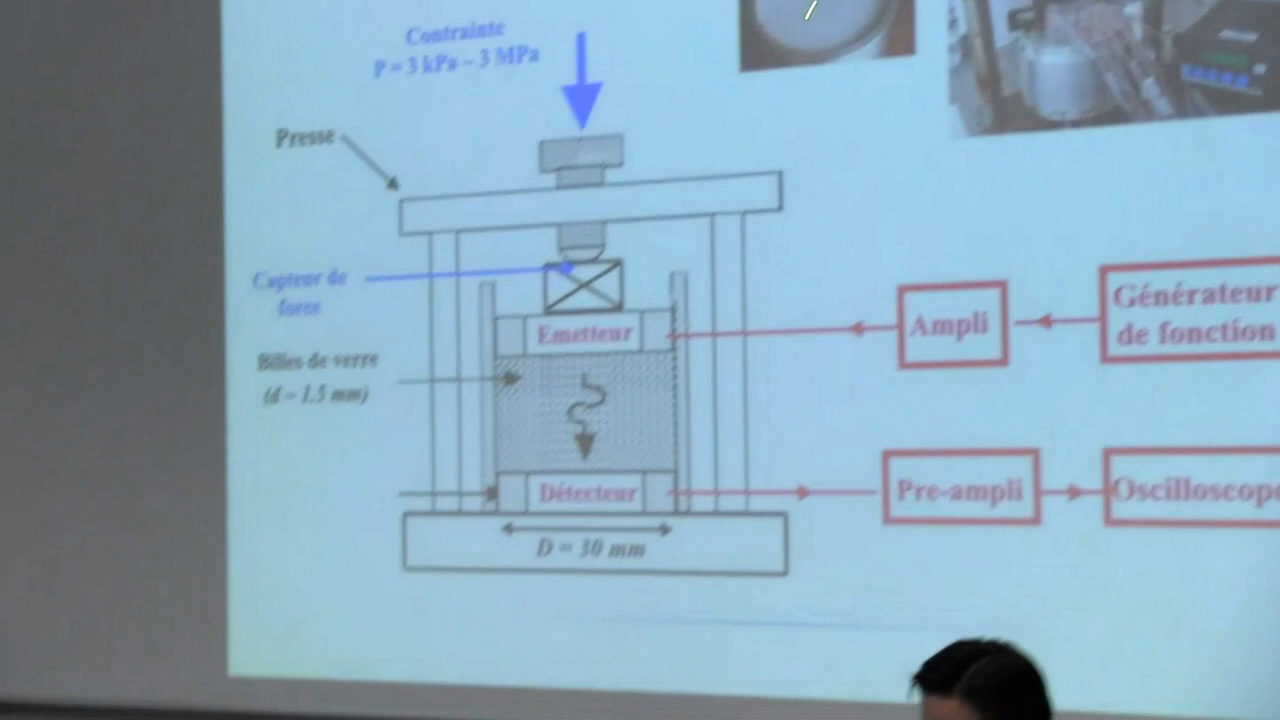 Contrainte
P = 3 kPa – 3 MPa
Presse
Capteur de
force
Emetteur
Ampli
Générateur
de fonction
Billes de verre
(d – 1.5 mm)
Détecteur
Pre-ampli
Oscilloscope
D = 30 mm